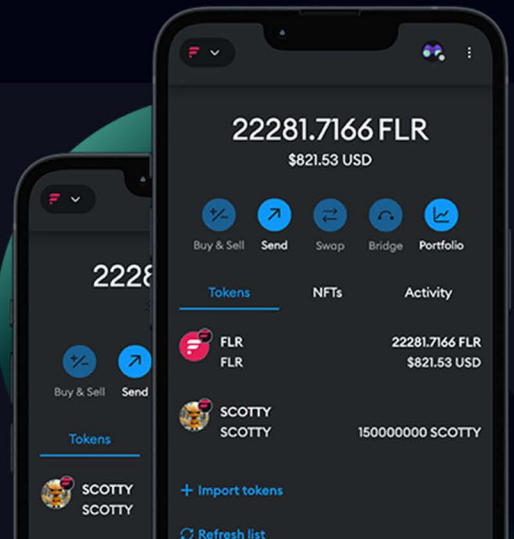 22281.7166 FLR
$821.53 USD
Buy & Sell Send Swap Bridge Portfolio
Tokens NFTs Activity
FLR 22281.7166 FLR
FLR $821.53 USD
SCOTTY
SCOTTY 150000000 SCOTTY
+ Import tokens
Refresh list
2228
Buy & Sell Send
Tokens
SCOTTY
SCOTTY